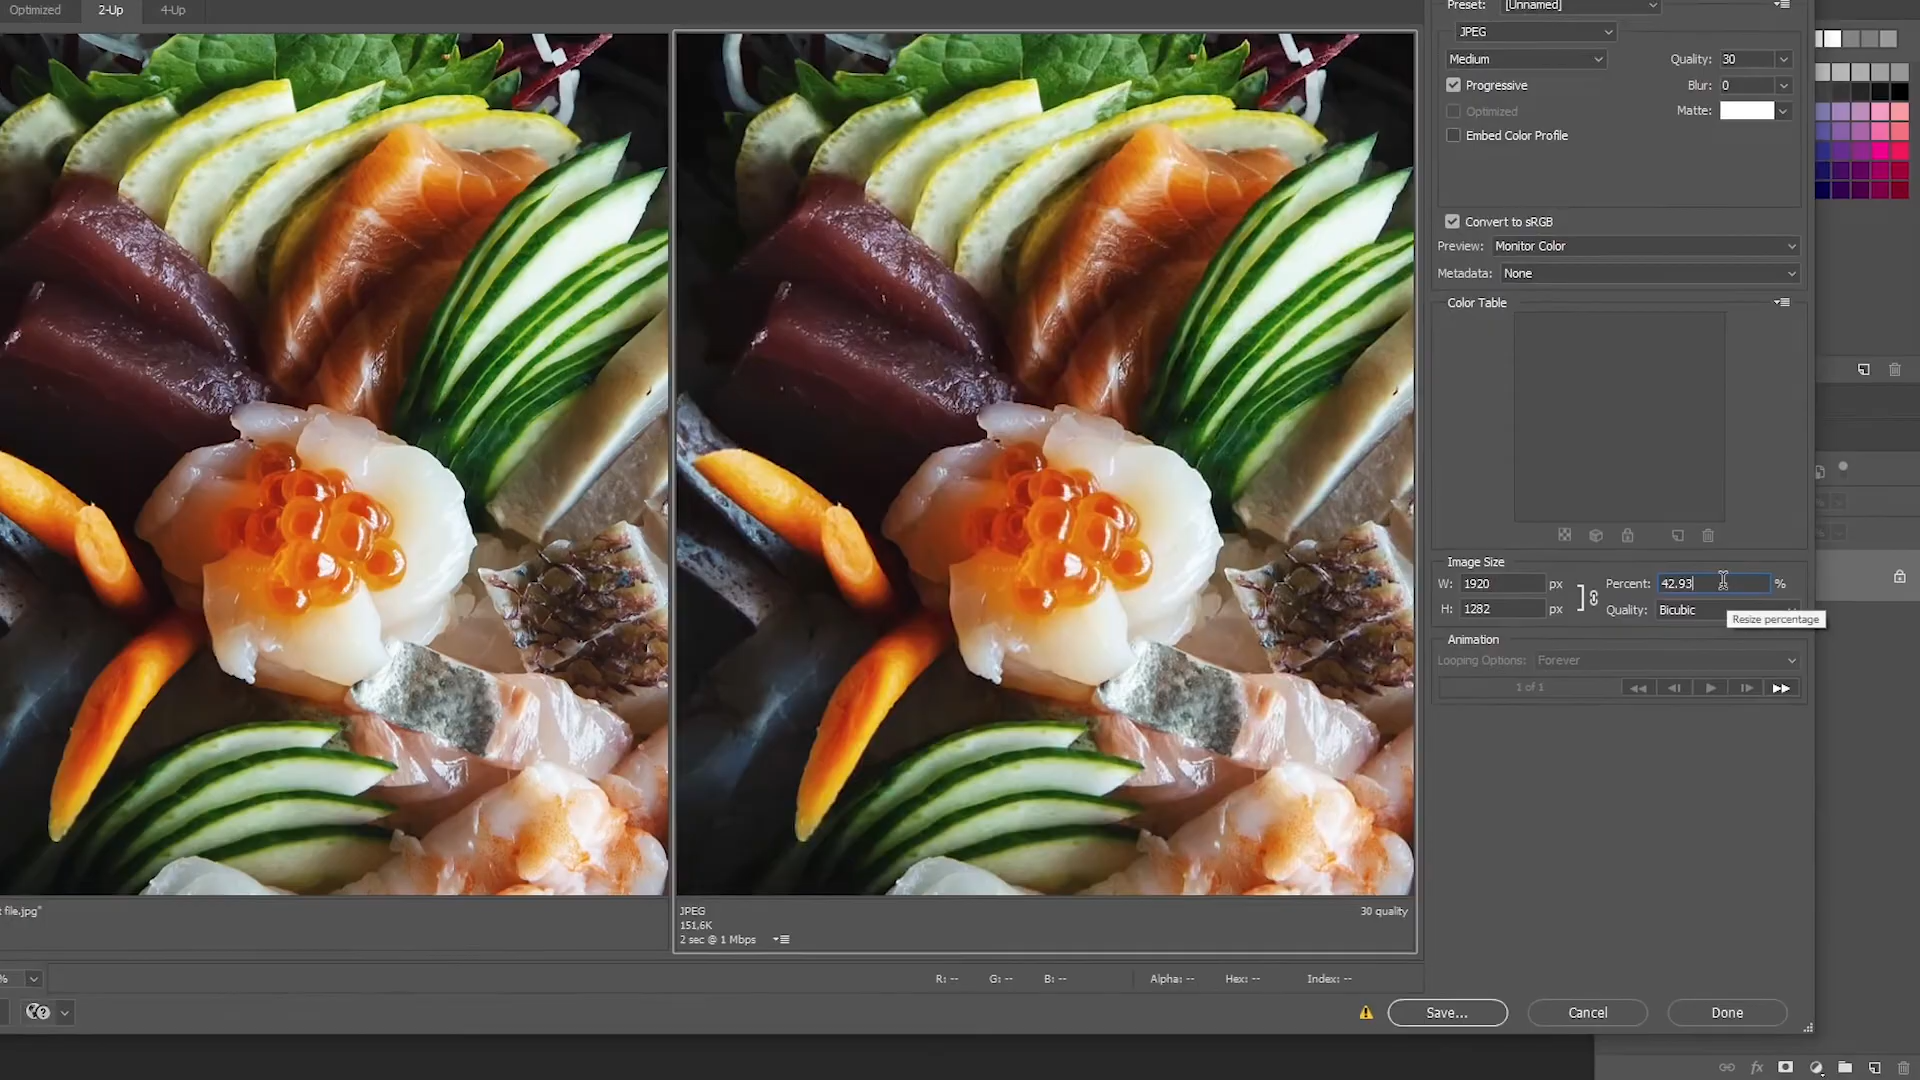 Optimized 2-Up 4-Up
Preset: [Unnamed]
JPEG
Medium Quality: 30
Progressive Blur: 0
Optimized Matte:
Embed Color Profile
Convert to sRGB
Preview: Monitor Color
Metadata: None
Color Table
Image Size
W: 1920 px Percent: 42.93 %
H: 1282 px Quality: Bicubic
Resize percentage
Animation
Looping Options: Forever
1 of 1
file.jpg"
JPEG 30 quality
151,6K
2 sec @ 1 Mbps
% R: -- G: -- B: -- Alpha: -- Hex: -- Index: --
Save... Cancel Done
fx